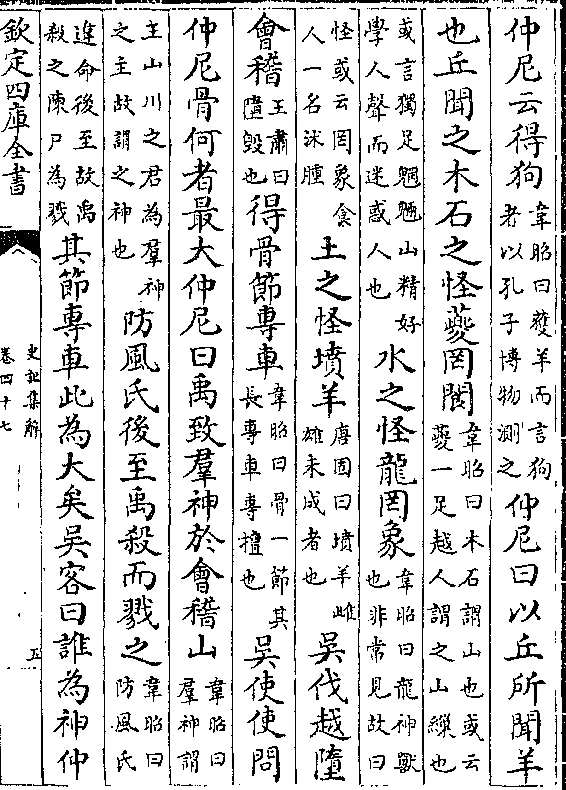 仲尼云得狗韋昭曰獲羊而言狗者以孔子博物測之仲尼曰以丘所聞羊
也丘聞之木石之怪夔罔閬韋昭曰木石謂山也或云夔一足越人謂之山繅也
或言獨足魍魎山精好學人聲而迷惑人也水之怪龍罔象韋昭曰龍神獸也非常見故曰
怪或云罔象食人一名沐腫土之怪墳羊唐固曰墳羊雌雄未成者也吳伐越墮
會稽王肅曰墮毀也得骨節專車韋昭曰骨一節其長專車專擅也吳使使問
仲尼骨何者最大仲尼曰禹致羣神於會稽山韋昭曰羣神謂
主山川之君為羣神之主故謂之神也防風氏後至禹殺而戮之韋昭曰防風氏
違命後至故禹殺之陳尸為戮其節專車此為大矣吳客曰誰為神仲
欽定四庫全書
史記集解
卷四十七
五